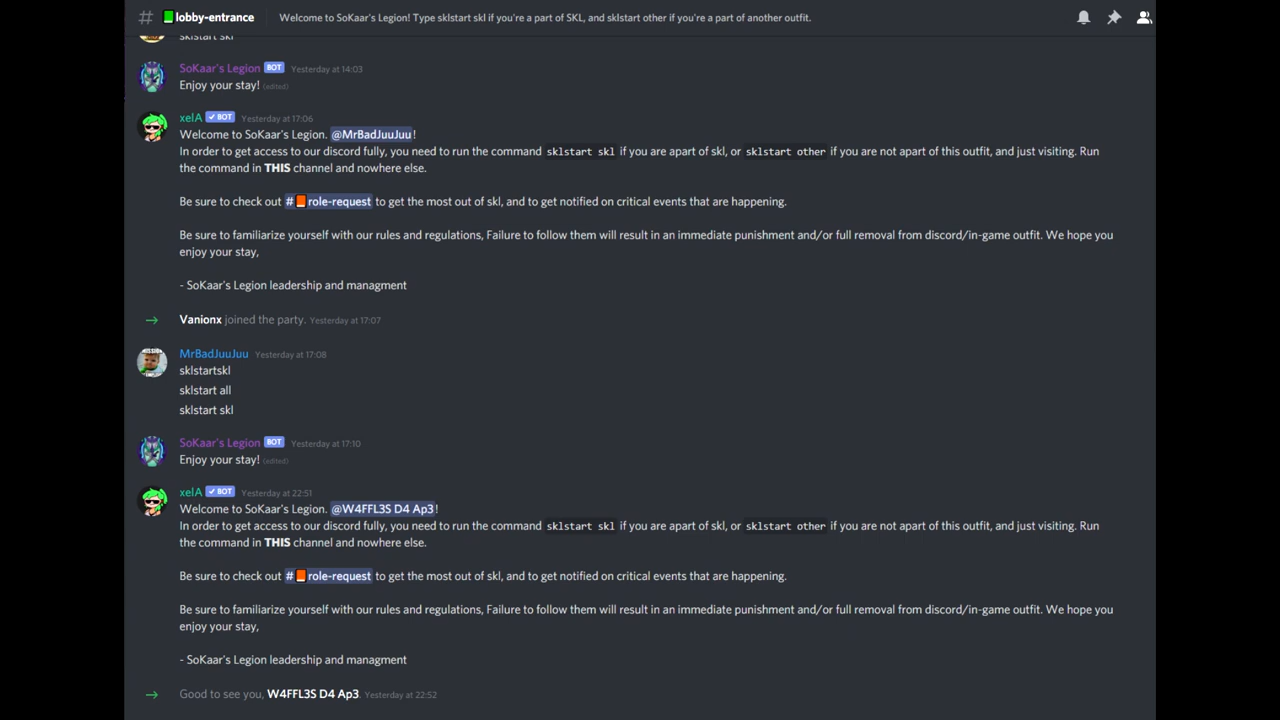 lobby-entrance Welcome to SoKaar's Legion! Type sklstart skl if you're a part of SKL, and sklstart other if you're a part of another outfit.
sklstart skl
SoKaar's Legion BOT Yesterday at 14:03
Enjoy your stay! (edited)
xelA BOT Yesterday at 17:06
Welcome to SoKaar's Legion. @MrBadJuuJuu!
In order to get access to our discord fully, you need to run the command sklstart skl if you are apart of skl, or sklstart other if you are not apart of this outfit, and just visiting. Run
the command in THIS channel and nowhere else.
Be sure to check out #role-request to get the most out of skl, and to get notified on critical events that are happening.
Be sure to familiarize yourself with our rules and regulations, Failure to follow them will result in an immediate punishment and/or full removal from discord/in-game outfit. We hope you
enjoy your stay,
- SoKaar's Legion leadership and managment
Vanionx joined the party. Yesterday at 17:07
MrBadJuuJuu Yesterday at 17:08
sklstartskl
sklstart all
sklstart skl
SoKaar's Legion BOT Yesterday at 17:10
Enjoy your stay! (edited)
xelA BOT Yesterday at 22:51
Welcome to SoKaar's Legion. @W4FFL3S D4 Ap3!
In order to get access to our discord fully, you need to run the command sklstart skl if you are apart of skl, or sklstart other if you are not apart of this outfit, and just visiting. Run
the command in THIS channel and nowhere else.
Be sure to check out #role-request to get the most out of skl, and to get notified on critical events that are happening.
Be sure to familiarize yourself with our rules and regulations, Failure to follow them will result in an immediate punishment and/or full removal from discord/in-game outfit. We hope you
enjoy your stay,
- SoKaar's Legion leadership and managment
Good to see you, W4FFL3S D4 Ap3. Yesterday at 22:52